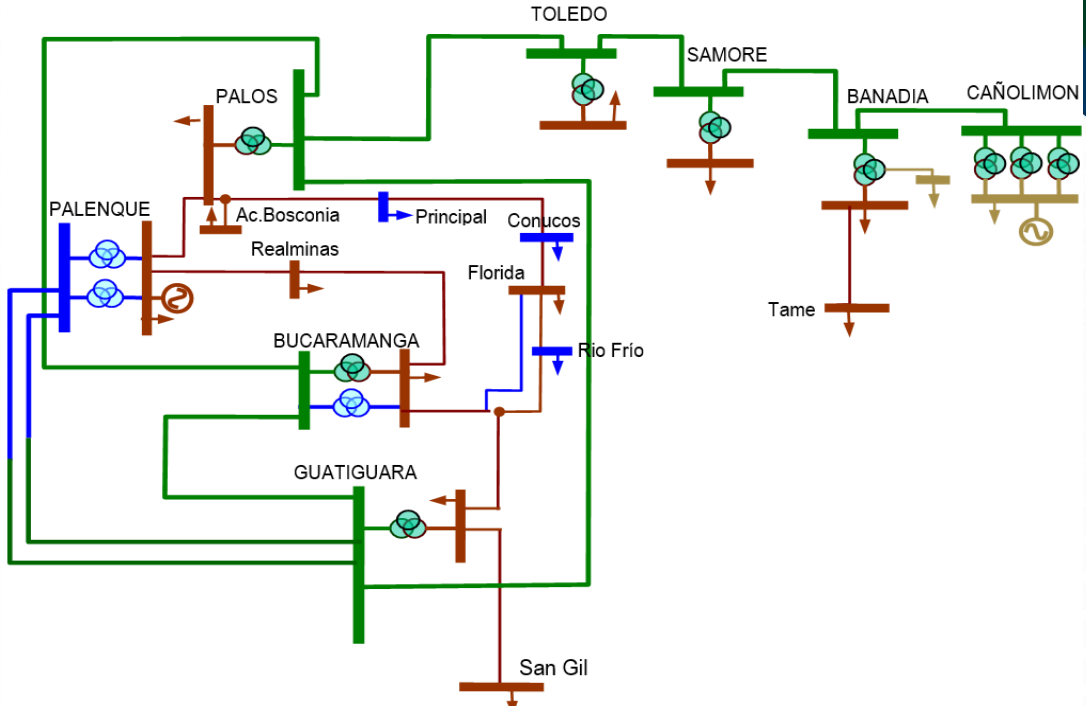 TOLEDO
SAMORE
BANADIA
CAÑOLIMON
PALOS
PALENQUE
Ac.Bosconia
Principal
Conucos
Realminas
Florida
Tame
BUCARAMANGA
Rio Frío
GUATIGUARA
San Gil